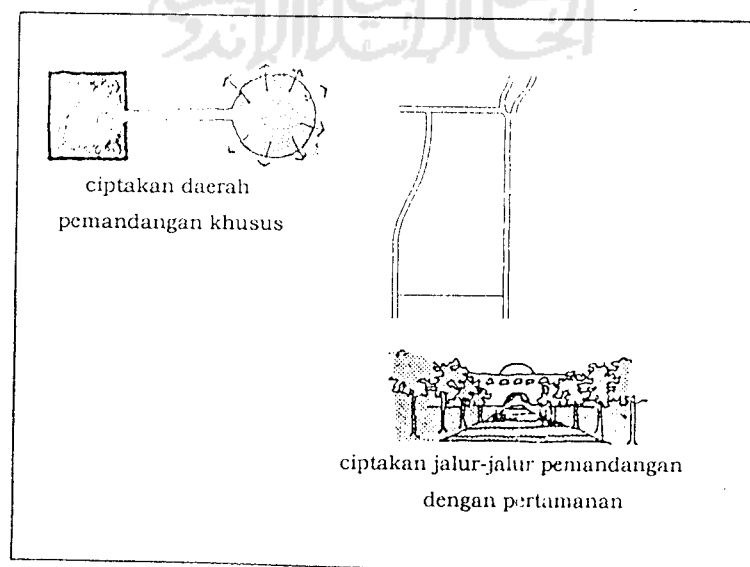 ciptakan daerah
pemandangan khusus
ciptakan jalur-jalur pemandangan
dengan pertamanan